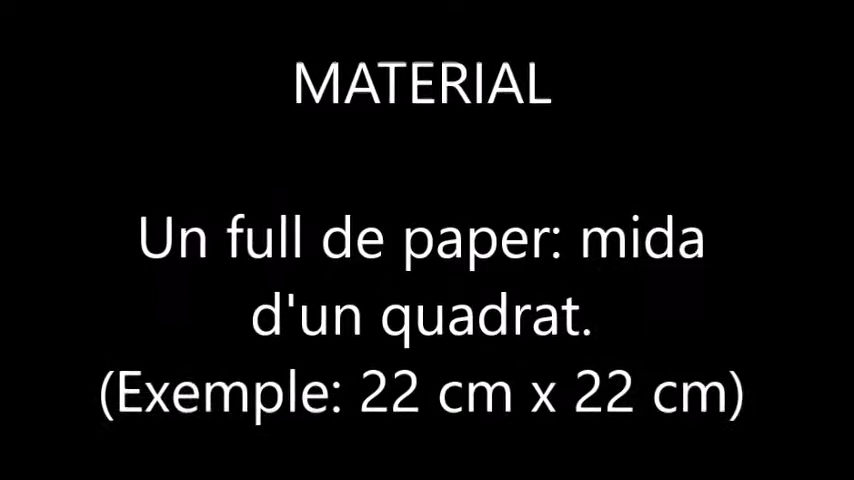 MATERIAL
Un full de paper: mida
d'un quadrat.
(Exemple: 22 cm x 22 cm)